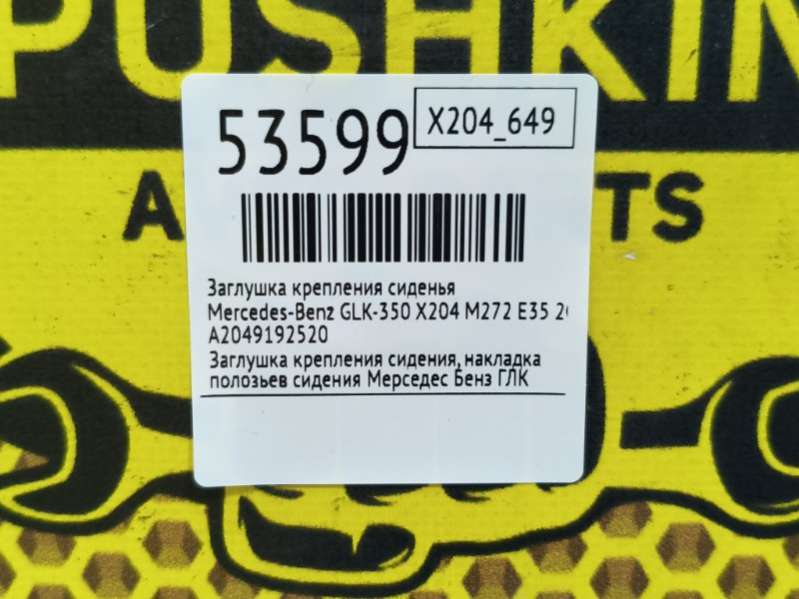 PUSHKIN
53599
X204_649
A TS
Заглушка крепления сиденья
Mercedes-Benz GLK-350 X204 M272 E35
A2049192520
Заглушка крепления сидения, накладка
полозьев сидения Мерседес Бенз ГЛК